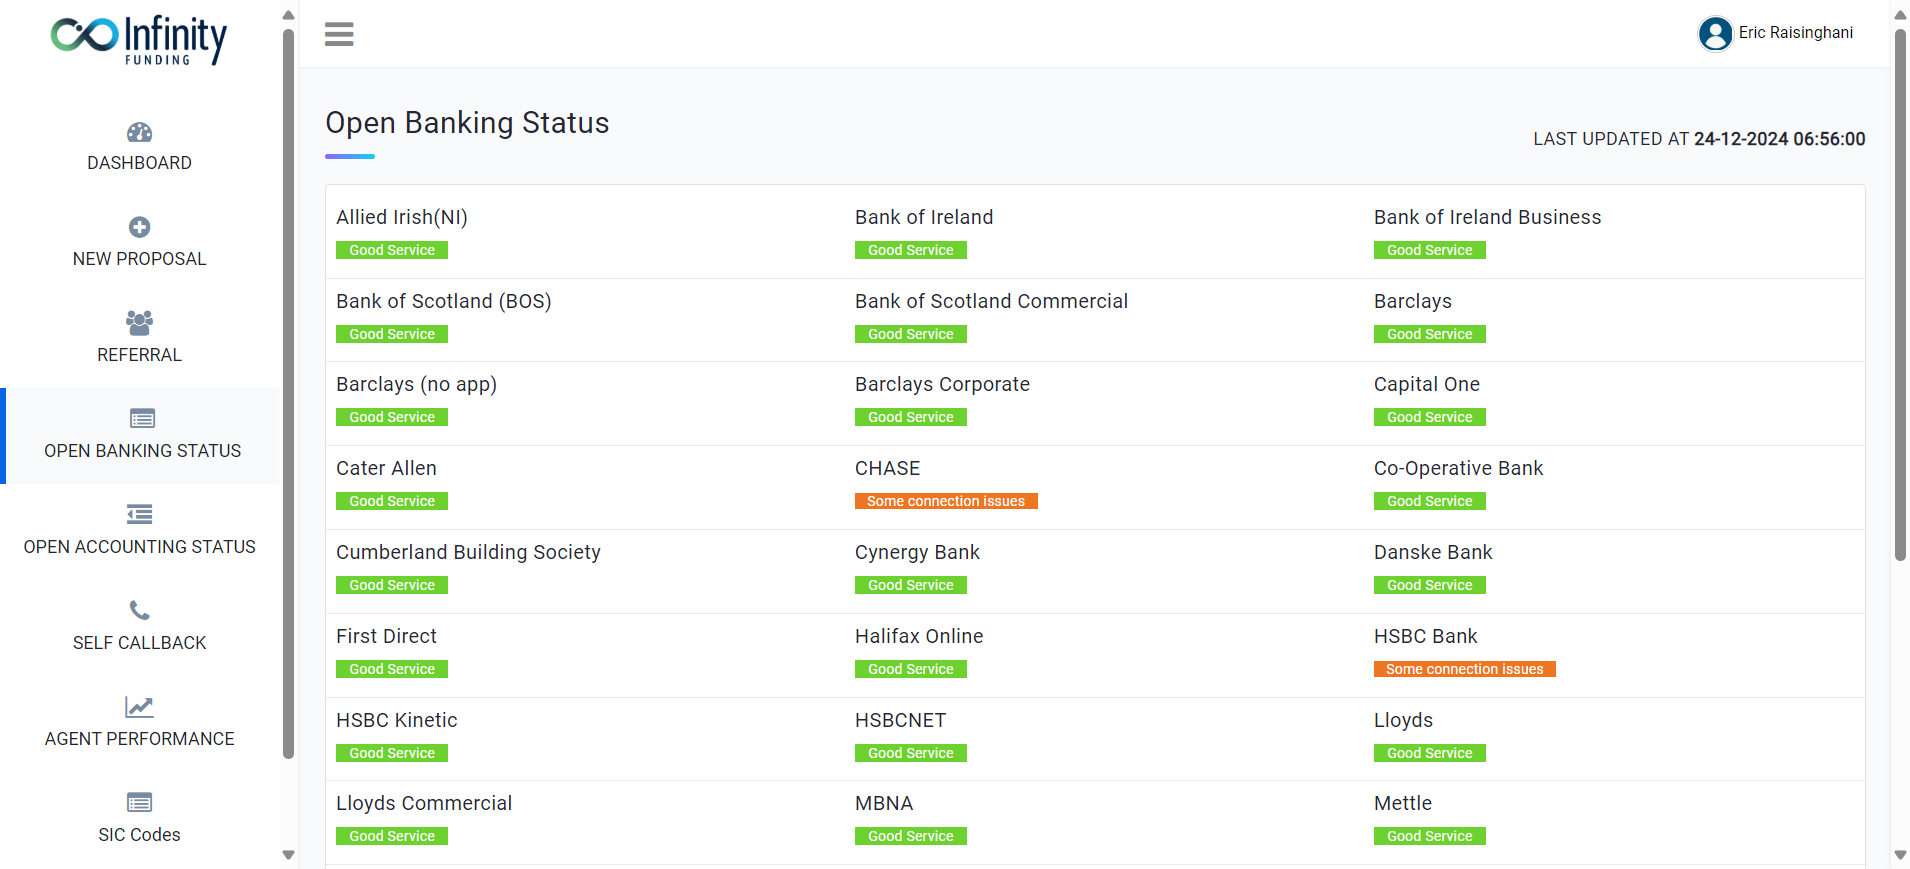 Infinity
FUNDING
Eric Raisinghani
DASHBOARD
NEW PROPOSAL
REFERRAL
OPEN BANKING STATUS
OPEN ACCOUNTING STATUS
SELF CALLBACK
AGENT PERFORMANCE
SIC Codes
Open Banking Status
LAST UPDATED AT 24-12-2024 06:56:00
Allied Irish(NI)
Good Service
Bank of Ireland
Good Service
Bank of Ireland Business
Good Service
Bank of Scotland (BOS)
Good Service
Bank of Scotland Commercial
Good Service
Barclays
Good Service
Barclays (no app)
Good Service
Barclays Corporate
Good Service
Capital One
Good Service
Cater Allen
Good Service
CHASE
Some connection issues
Co-Operative Bank
Good Service
Cumberland Building Society
Good Service
Cynergy Bank
Good Service
Danske Bank
Good Service
First Direct
Good Service
Halifax Online
Good Service
HSBC Bank
Some connection issues
HSBC Kinetic
Good Service
HSBCNET
Good Service
Lloyds
Good Service
Lloyds Commercial
Good Service
MBNA
Good Service
Mettle
Good Service